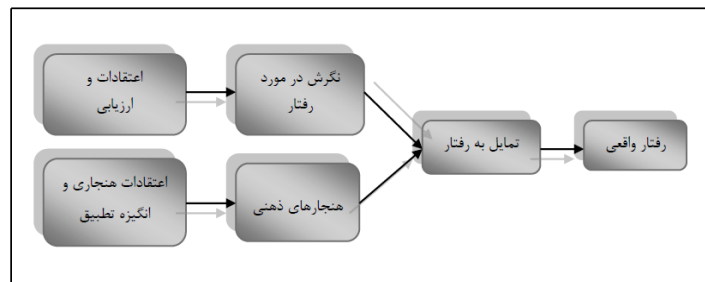 اعتقادات و
ارزیابی
نگرش در مورد
رفتار
اعتقادات هنجاری و
انگیزه تطبیق
هنجارهای ذهنی
تمایل به رفتار
رفتار واقعی